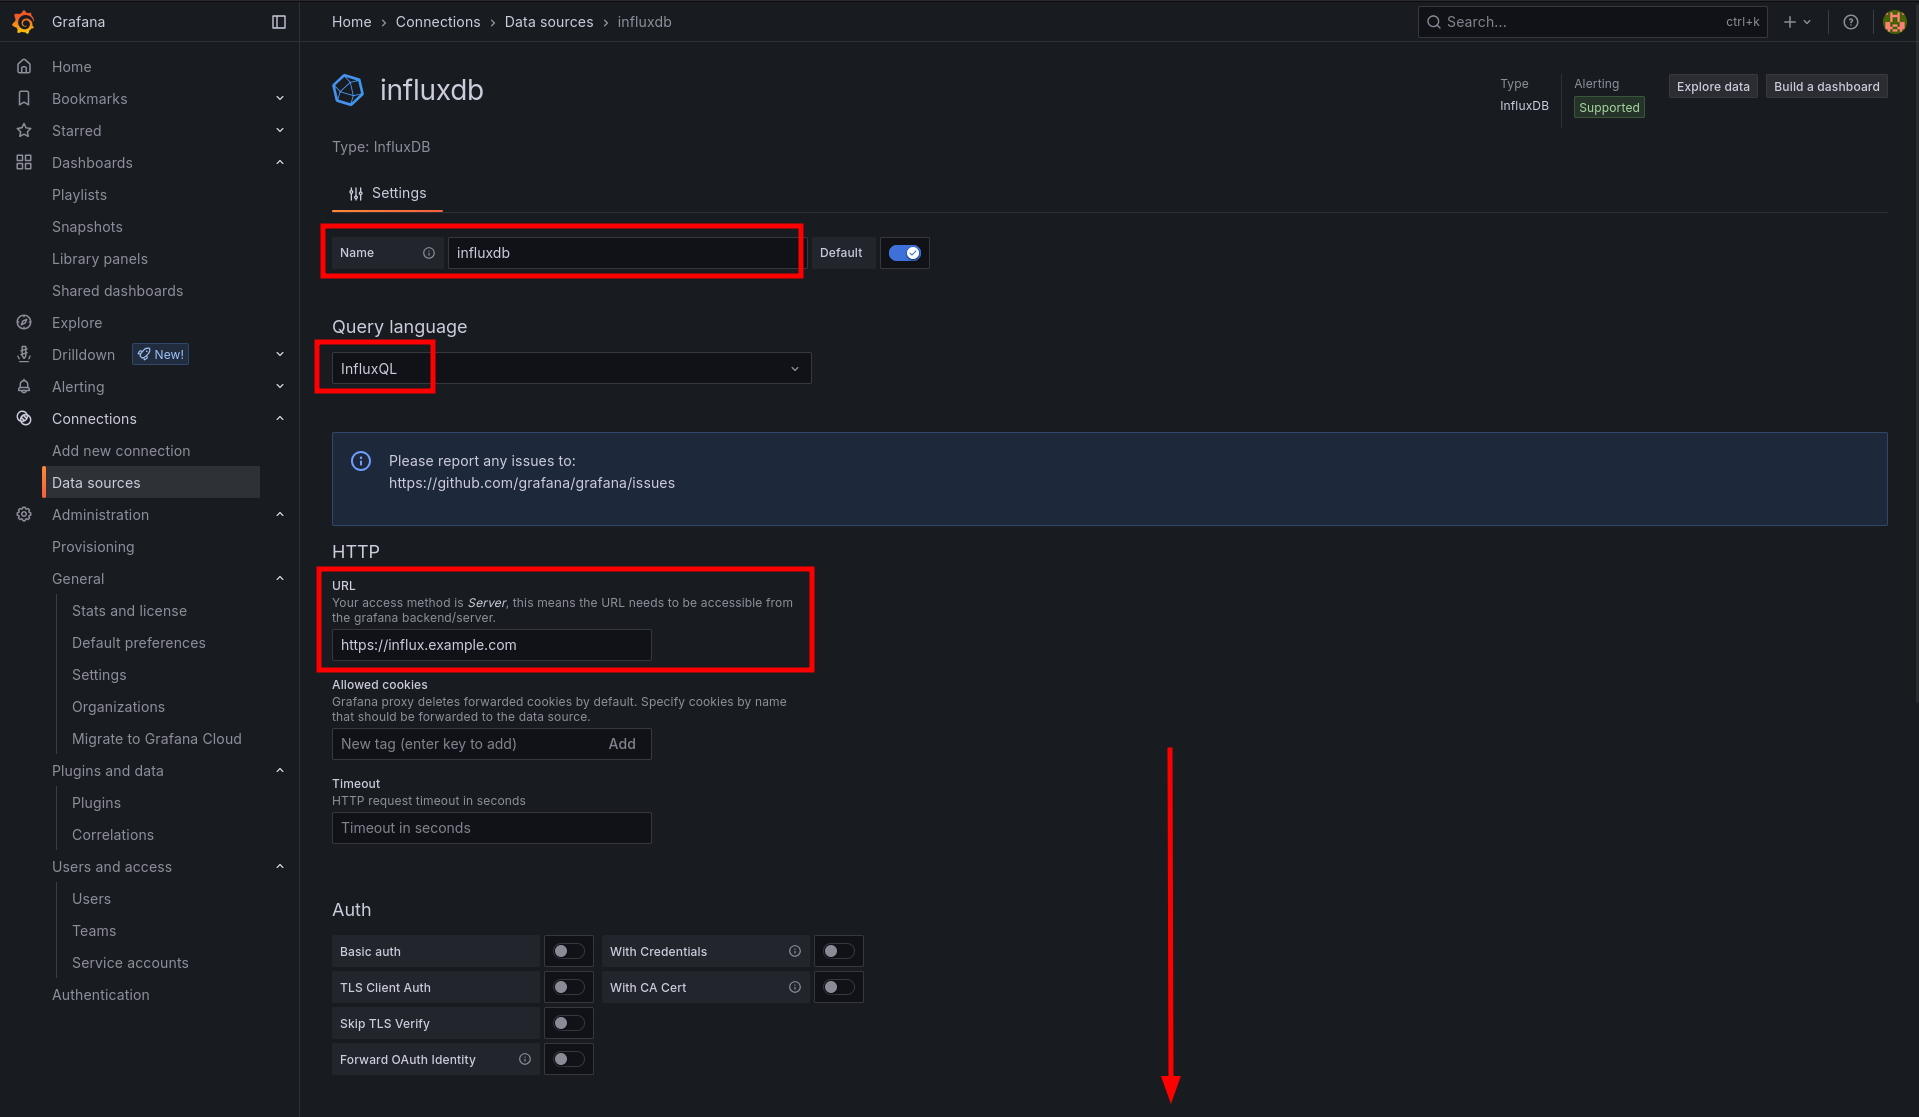 Grafana
Home › Connections › Data sources › influxdb
Search...
ctrl+k
Home
Bookmarks
Starred
Dashboards
Playlists
Snapshots
Library panels
Shared dashboards
Explore
Drilldown New!
Alerting
Connections
Add new connection
Data sources
Administration
Provisioning
General
Stats and license
Default preferences
Settings
Organizations
Migrate to Grafana Cloud
Plugins and data
Plugins
Correlations
Users and access
Users
Teams
Service accounts
Authentication
influxdb
Type
InfluxDB
Alerting
Supported
Explore data
Build a dashboard
Type: InfluxDB
Settings
Name
influxdb
Default
Query language
InfluxQL
Please report any issues to:
https://github.com/grafana/grafana/issues
HTTP
URL
Your access method is Server, this means the URL needs to be accessible from
the grafana backend/server.
https://influx.example.com
Allowed cookies
Grafana proxy deletes forwarded cookies by default. Specify cookies by name
that should be forwarded to the data source.
New tag (enter key to add) Add
Timeout
HTTP request timeout in seconds
Timeout in seconds
Auth
Basic auth
With Credentials
TLS Client Auth
With CA Cert
Skip TLS Verify
Forward OAuth Identity